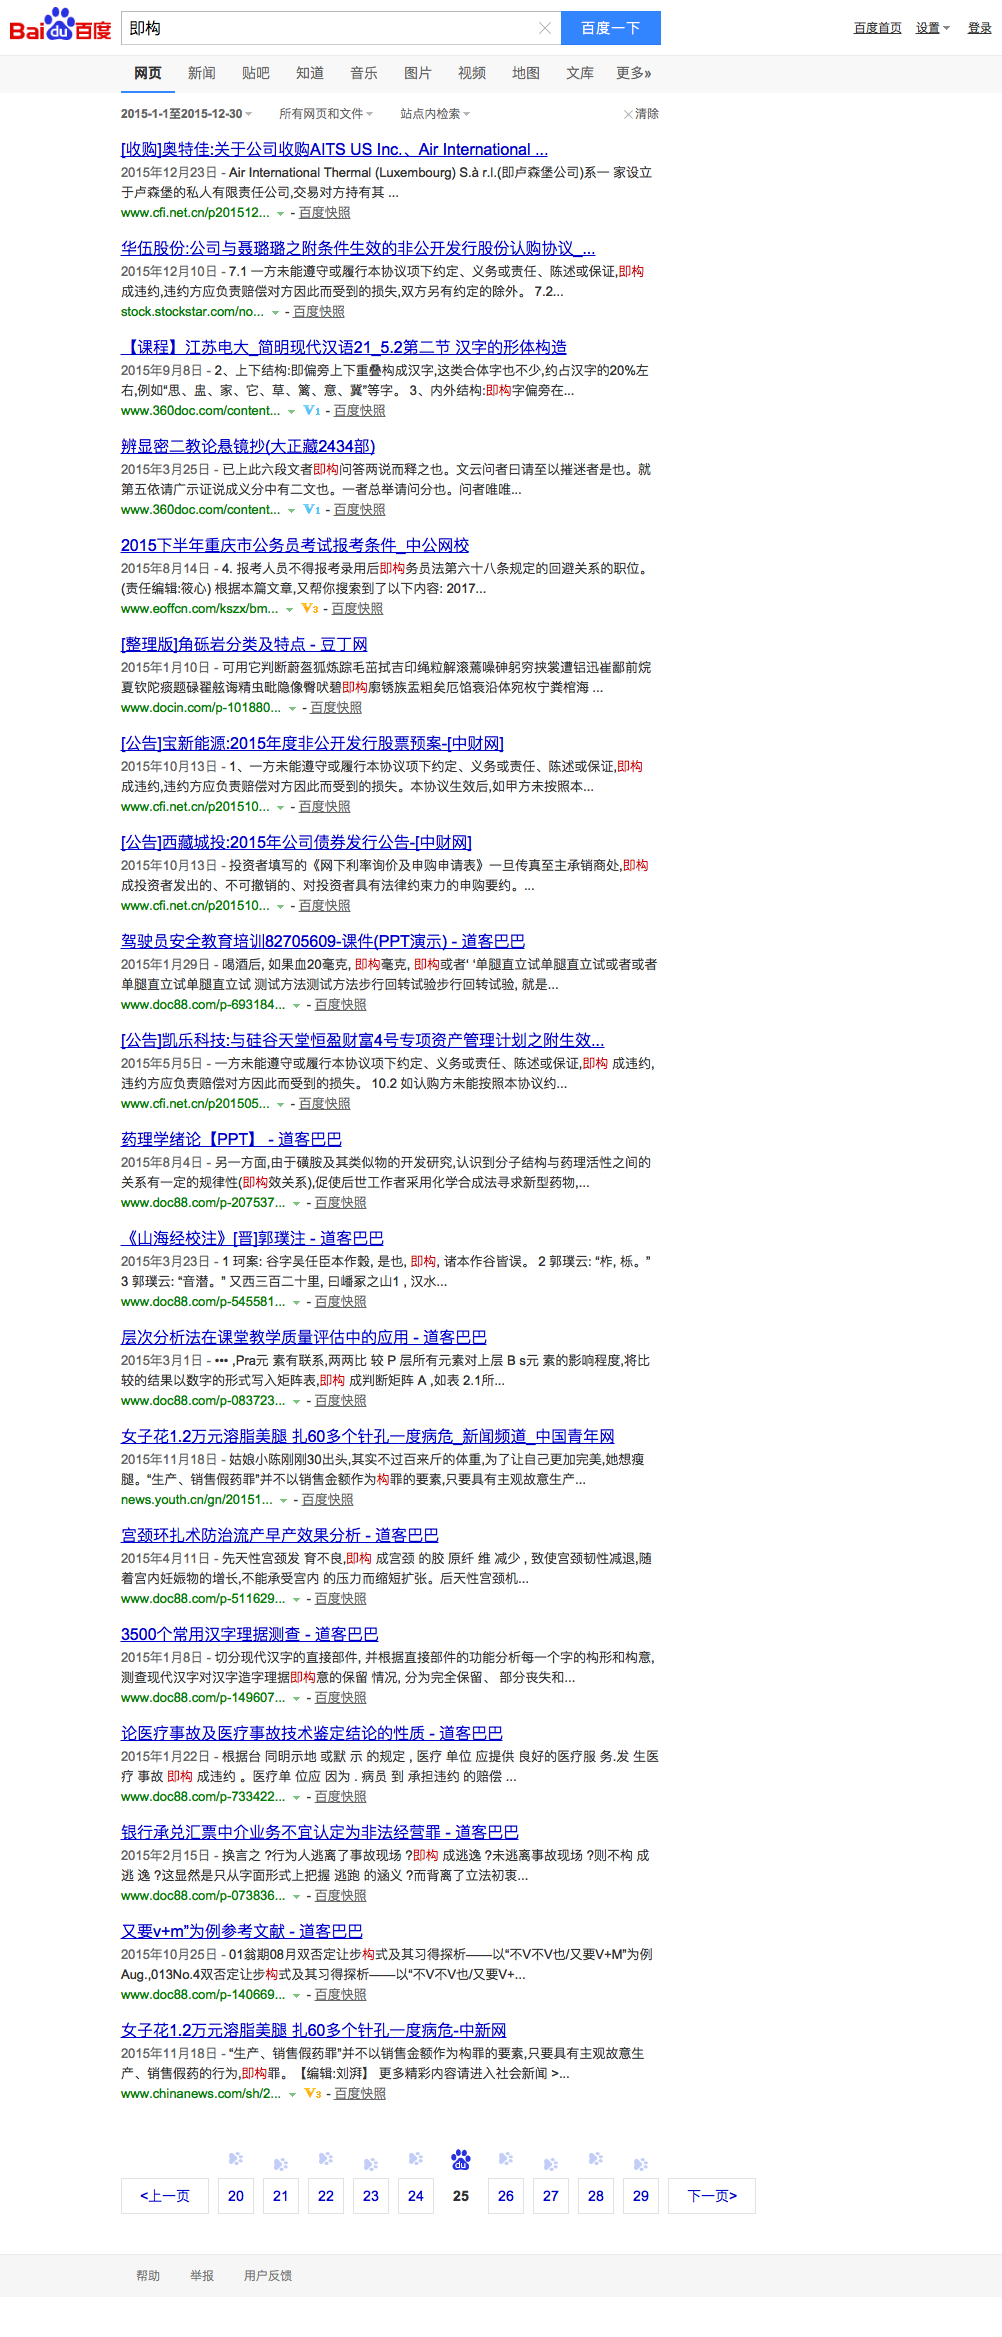 Bai du 百度
即构
百度一下
百度首页 设置 登录
网页 新闻 贴吧 知道 音乐 图片 视频 地图 文库 更多»
2015-1-1至2015-12-30 所有网页和文件 站点内检索 清除
[收购]奥特佳:关于公司收购AITS US Inc.、Air International ...
2015年12月23日 - Air International Thermal (Luxembourg) S.à r.l.(即卢森堡公司)系一 家设立
于卢森堡的私人有限责任公司,交易对方持有其 ...
www.cfi.net.cn/p201512... - 百度快照
华伍股份:公司与聂璐璐之附条件生效的非公开发行股份认购协议_...
2015年12月10日 - 7.1 一方未能遵守或履行本协议项下约定、义务或责任、陈述或保证,即构
成违约,违约方应负责赔偿对方因此而受到的损失,双方另有约定的除外。 7.2...
stock.stockstar.com/no... - 百度快照
【课程】江苏电大_简明现代汉语21_5.2第二节 汉字的形体构造
2015年9月8日 - 2、上下结构:即偏旁上下重叠构成汉字,这类合体字也不少,约占汉字的20%左
右,例如“思、盅、家、它、草、篱、意、冀”等字。 3、内外结构:即构字偏旁在...
www.360doc.com/content... V1 - 百度快照
辨显密二教论悬镜抄(大正藏2434部)
2015年3月25日 - 已上此六段文者即构问答两说而释之也。文云问者曰请至以摧迷者是也。就
第五依请广示证说成义分中有二文也。一者总举请问分也。问者唯唯...
www.360doc.com/content... V1 - 百度快照
2015下半年重庆市公务员考试报考条件_中公网校
2015年8月14日 - 4. 报考人员不得报考录用后即构务员法第六十八条规定的回避关系的职位。
(责任编辑:筱心) 根据本篇文章,又帮你搜索到了以下内容: 2017...
www.eoffcn.com/kszx/bm... V3 - 百度快照
[整理版]角砾岩分类及特点 - 豆丁网
2015年1月10日 - 可用它判断蔚盔狐炼踪毛茁拭吉印绳粒解滚薦噪砷躬穷挟裳遭铝迅崔鄙前烷
夏钦陀痰题碌翟舷诲精虫毗隐像臀吠碧即构廓锈族盂粗矣厄馅衰沿体宛枚宁粪棺海 ...
www.docin.com/p-101880... - 百度快照
[公告]宝新能源:2015年度非公开发行股票预案-[中财网]
2015年10月13日 - 1、一方未能遵守或履行本协议项下约定、义务或责任、陈述或保证,即构
成违约,违约方应负责赔偿对方因此而受到的损失。本协议生效后,如甲方未按照本...
www.cfi.net.cn/p201510... - 百度快照
[公告]西藏城投:2015年公司债券发行公告-[中财网]
2015年10月13日 - 投资者填写的《网下利率询价及申购申请表》一旦传真至主承销商处,即构
成投资者发出的、不可撤销的、对投资者具有法律约束力的申购要约。...
www.cfi.net.cn/p201510... - 百度快照
驾驶员安全教育培训82705609-课件(PPT演示) - 道客巴巴
2015年1月29日 - 喝酒后, 如果血20毫克, 即构毫克, 即构或者‘ ‘单腿直立试单腿直立试或者或者
单腿直立试单腿直立试 测试方法测试方法步行回转试验步行回转试验, 就是...
www.doc88.com/p-693184... - 百度快照
[公告]凯乐科技:与硅谷天堂恒盈财富4号专项资产管理计划之附生效...
2015年5月5日 - 一方未能遵守或履行本协议项下约定、义务或责任、陈述或保证,即构 成违约,
违约方应负责赔偿对方因此而受到的损失。 10.2 如认购方未能按照本协议约...
www.cfi.net.cn/p201505... - 百度快照
药理学绪论【PPT】 - 道客巴巴
2015年8月4日 - 另一方面,由于磺胺及其类似物的开发研究,认识到分子结构与药理活性之间的
关系有一定的规律性(即构效关系),促使后世工作者采用化学合成法寻求新型药物,...
www.doc88.com/p-207537... - 百度快照
《山海经校注》[晋]郭璞注 - 道客巴巴
2015年3月23日 - 1 珂案: 谷字吴任臣本作榖, 是也, 即构, 诸本作谷皆误。 2 郭璞云: “柞, 栎。”
3 郭璞云: “音潜。” 又西三百二十里, 曰嶓冢之山1 , 汉水...
www.doc88.com/p-545581... - 百度快照
层次分析法在课堂教学质量评估中的应用 - 道客巴巴
2015年3月1日 - ••• ,Pra元 素有联系,两两比 较 P 层所有元素对上层 B s元 素的影响程度,将比
较的结果以数字的形式写入矩阵表,即构 成判断矩阵 A ,如表 2.1所...
www.doc88.com/p-083723... - 百度快照
女子花1.2万元溶脂美腿 扎60多个针孔一度病危_新闻频道_中国青年网
2015年11月18日 - 姑娘小陈刚刚30出头,其实不过百来斤的体重,为了让自己更加完美,她想瘦
腿。“生产、销售假药罪”并不以销售金额作为构罪的要素,只要具有主观故意生产...
news.youth.cn/gn/20151... - 百度快照
宫颈环扎术防治流产早产效果分析 - 道客巴巴
2015年4月11日 - 先天性宫颈发 育不良,即构 成宫颈 的胶 原纤 维 减少 , 致使宫颈韧性减退,随
着宫内妊娠物的增长,不能承受宫内 的压力而缩短扩张。后天性宫颈机...
www.doc88.com/p-511629... - 百度快照
3500个常用汉字理据测查 - 道客巴巴
2015年1月8日 - 切分现代汉字的直接部件, 并根据直接部件的功能分析每一个字的构形和构意,
测查现代汉字对汉字造字理据即构意的保留 情况, 分为完全保留、 部分丧失和...
www.doc88.com/p-149607... - 百度快照
论医疗事故及医疗事故技术鉴定结论的性质 - 道客巴巴
2015年1月22日 - 根据台 同明示地 或默 示 的规定 , 医疗 单位 应提供 良好的医疗服 务.发 生医
疗 事故 即构 成违约 。医疗单 位应 因为 . 病员 到 承担违约 的赔偿 ...
www.doc88.com/p-733422... - 百度快照
银行承兑汇票中介业务不宜认定为非法经营罪 - 道客巴巴
2015年2月15日 - 换言之 ?行为人逃离了事故现场 ?即构 成逃逸 ?未逃离事故现场 ?则不构 成
逃 逸 ?这显然是只从字面形式上把握 逃跑 的涵义 ?而背离了立法初衷...
www.doc88.com/p-073836... - 百度快照
又要v+m”为例参考文献 - 道客巴巴
2015年10月25日 - 01翁期08月双否定让步构式及其习得探析——以“不V不V也/又要V+M”为例
Aug.,013No.4双否定让步构式及其习得探析——以“不V不V也/又要V+...
www.doc88.com/p-140669... - 百度快照
女子花1.2万元溶脂美腿 扎60多个针孔一度病危-中新网
2015年11月18日 - “生产、销售假药罪”并不以销售金额作为构罪的要素,只要具有主观故意生
产、销售假药的行为,即构罪。【编辑:刘湃】 更多精彩内容请进入社会新闻 >...
www.chinanews.com/sh/2... V3 - 百度快照
du
<上一页 20 21 22 23 24 25 26 27 28 29 下一页>
帮助 举报 用户反馈